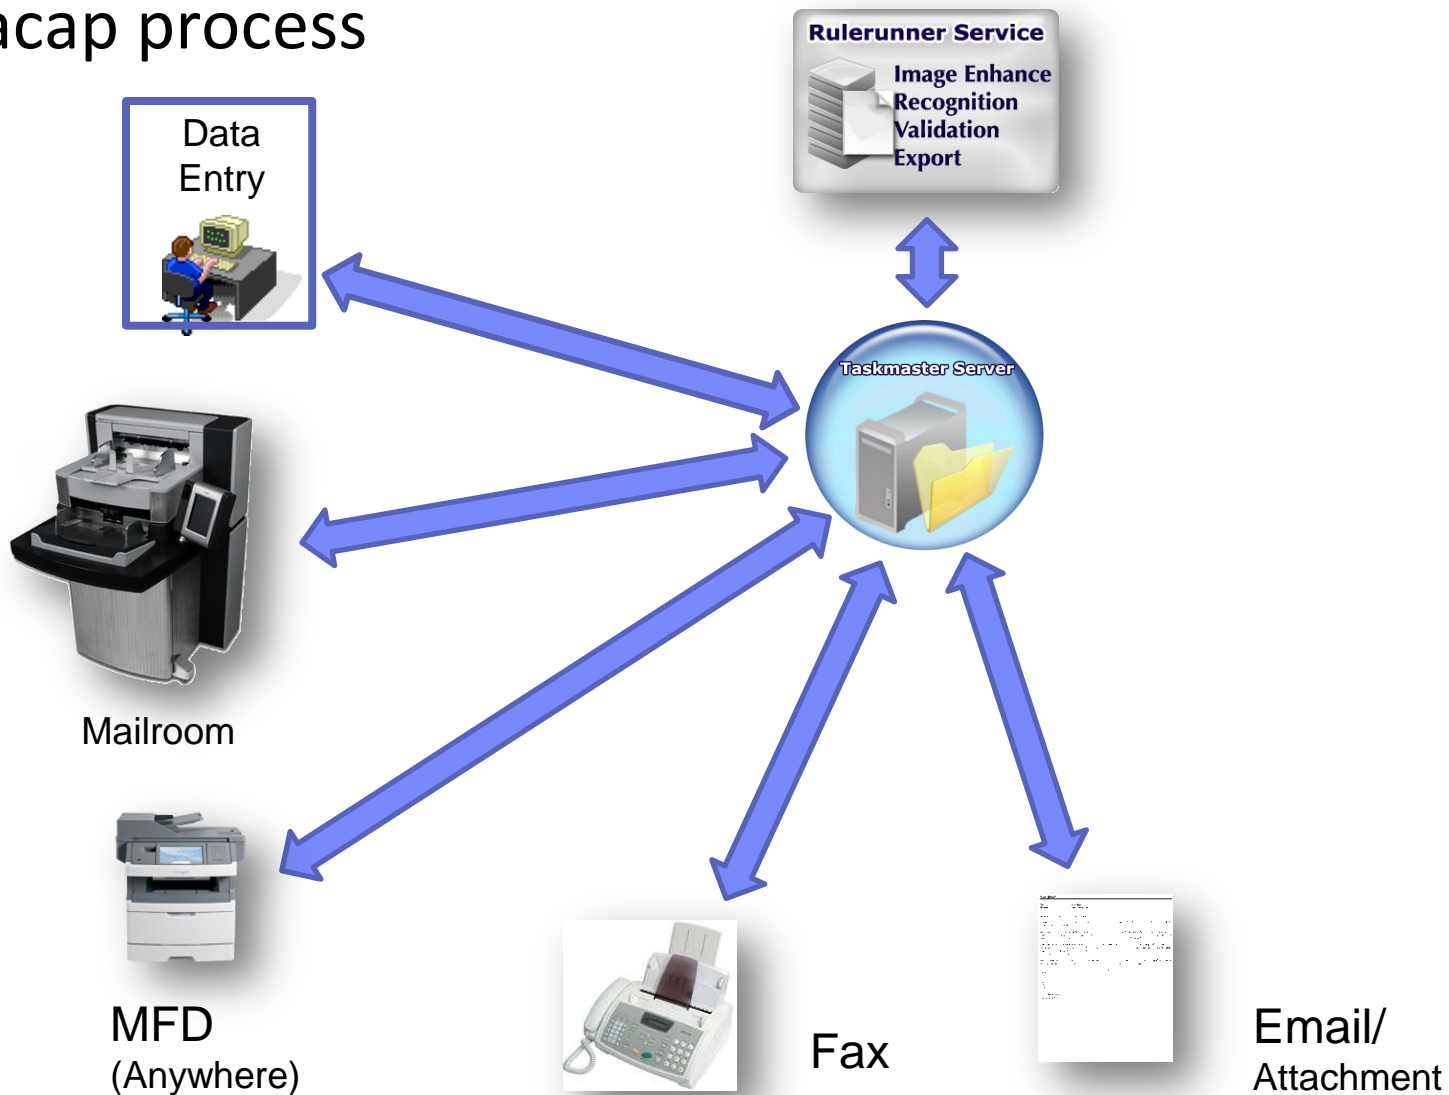 acap process
Rulerunner Service
Image Enhance
Recognition
Validation
Export
Data
Entry
Taskmaster Server
Mailroom
MFD
(Anywhere)
Fax
Email/
Attachment